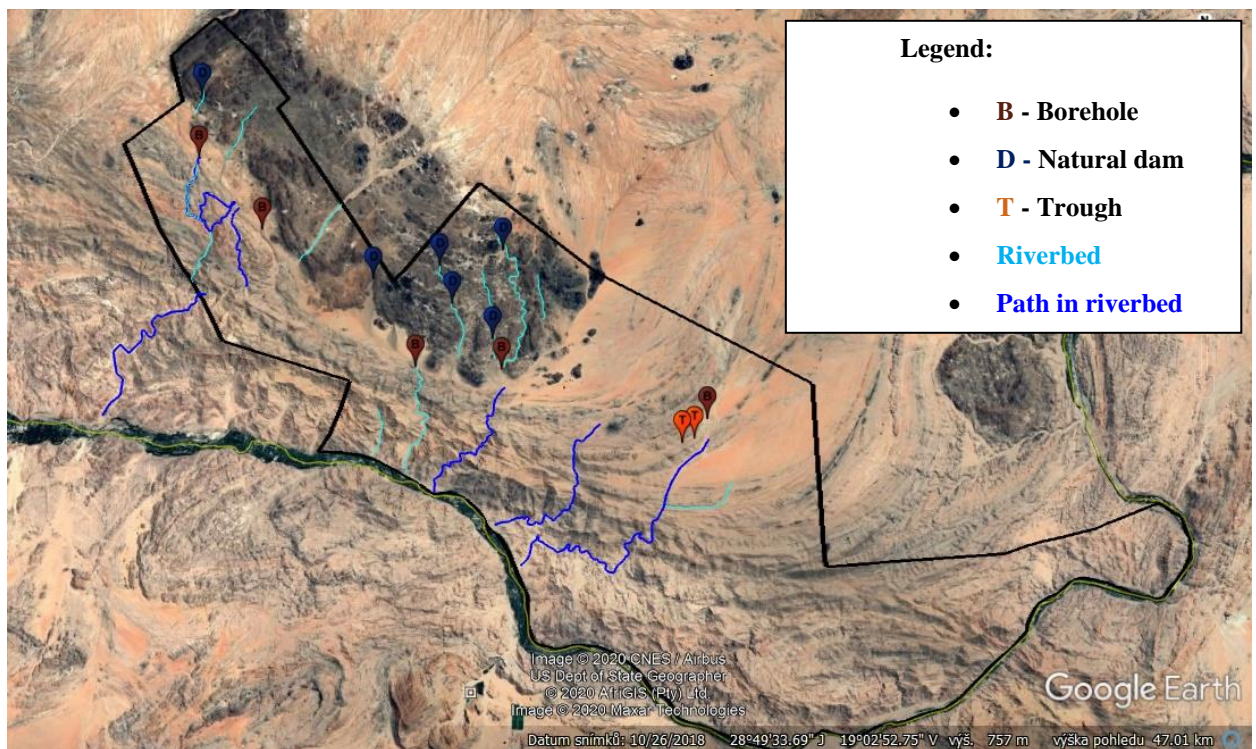 N
Legend:
• B - Borehole
• D - Natural dam
• T - Trough
• Riverbed
• Path in riverbed
D
B
B
D
D
D
D
D
B
B
B
T T
Image © 2020 CNES / Airbus
US Dept of State Geographer
© 2020 AfriGIS (Pty) Ltd.
Image © 2020 Maxar Technologies
Google Earth
Datum snímků: 10/26/2018 28°49'33.69" J 19°02'52.75" V výš. 757 m výška pohledu 47.01 km